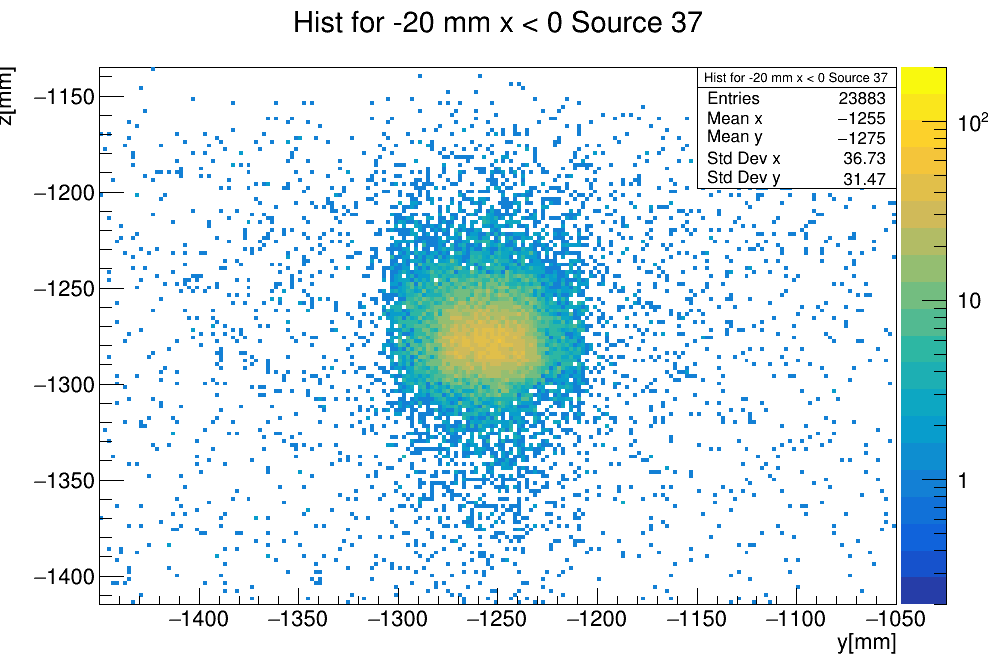 Hist for -20 mm x < 0 Source 37
z[mm]
Hist for -20 mm x < 0 Source 37
Entries 23883
Mean x −1255
Mean y −1275
Std Dev x 36.73
Std Dev y 31.47
−1150
−1200
−1250
−1300
−1350
−1400
10²
10
1
−1400 −1350 −1300 −1250 −1200 −1150 −1100 −1050
y[mm]